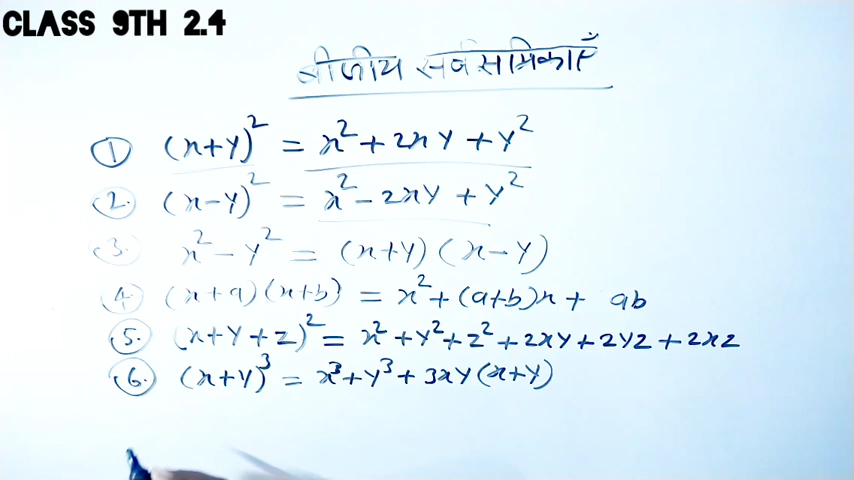 CLASS 9TH 2.4
बीजीय सर्वसमिकाएँ
1 (x+y)² = x² + 2xy + y²
2. (x-y)² = x² - 2xy + y²
3. x² - y² = (x+y)(x-y)
4. (x+a)(x+b) = x² + (a+b)x + ab
5. (x+y+z)² = x² + y² + z² + 2xy + 2yz + 2xz
6. (x+y)³ = x³ + y³ + 3xy(x+y)